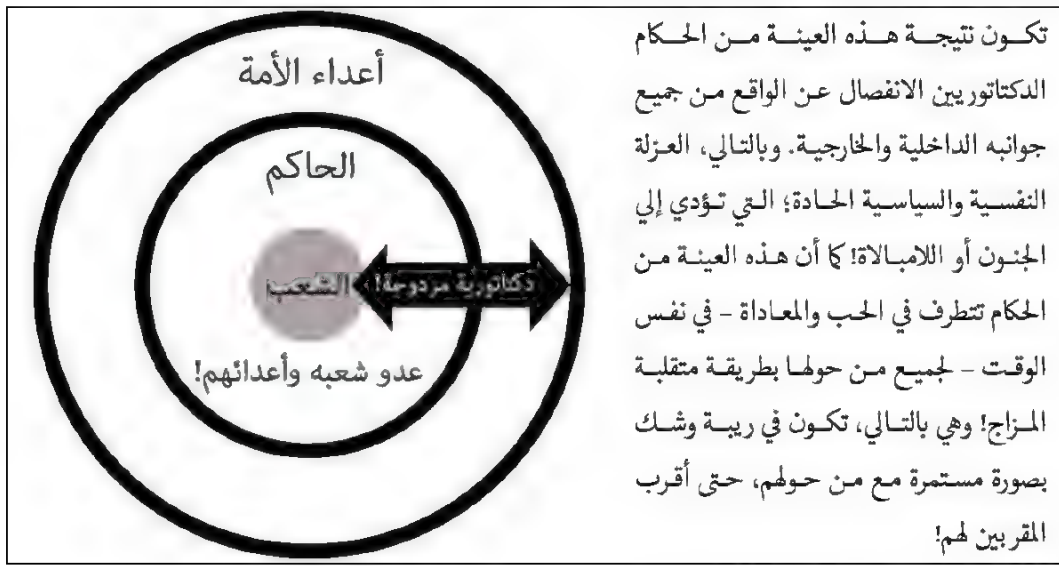 تكون نتيجة هذه العينة من الحكام
الدكتاتوريين الانفصال عن الواقع من جميع
جوانبه الداخلية والخارجية. وبالتالي، العزلة
النفسية والسياسية الحادة؛ التي تؤدي إلي
الجنون أو اللامبالاة! كما أن هذه العينة من
الحكام تتطرف في الحب والمعاداة – في نفس
الوقت – لجميع من حولها بطريقة متقلبة
المزاج! وهي بالتالي، تكون في ريبة وشك
بصورة مستمرة مع من حولهم، حتى أقرب
المقربين لهم!
أعداء الأمة
الحاكم
الشعب
دكتاتورية مزدوجة!
عدو شعبه وأعدائهم!